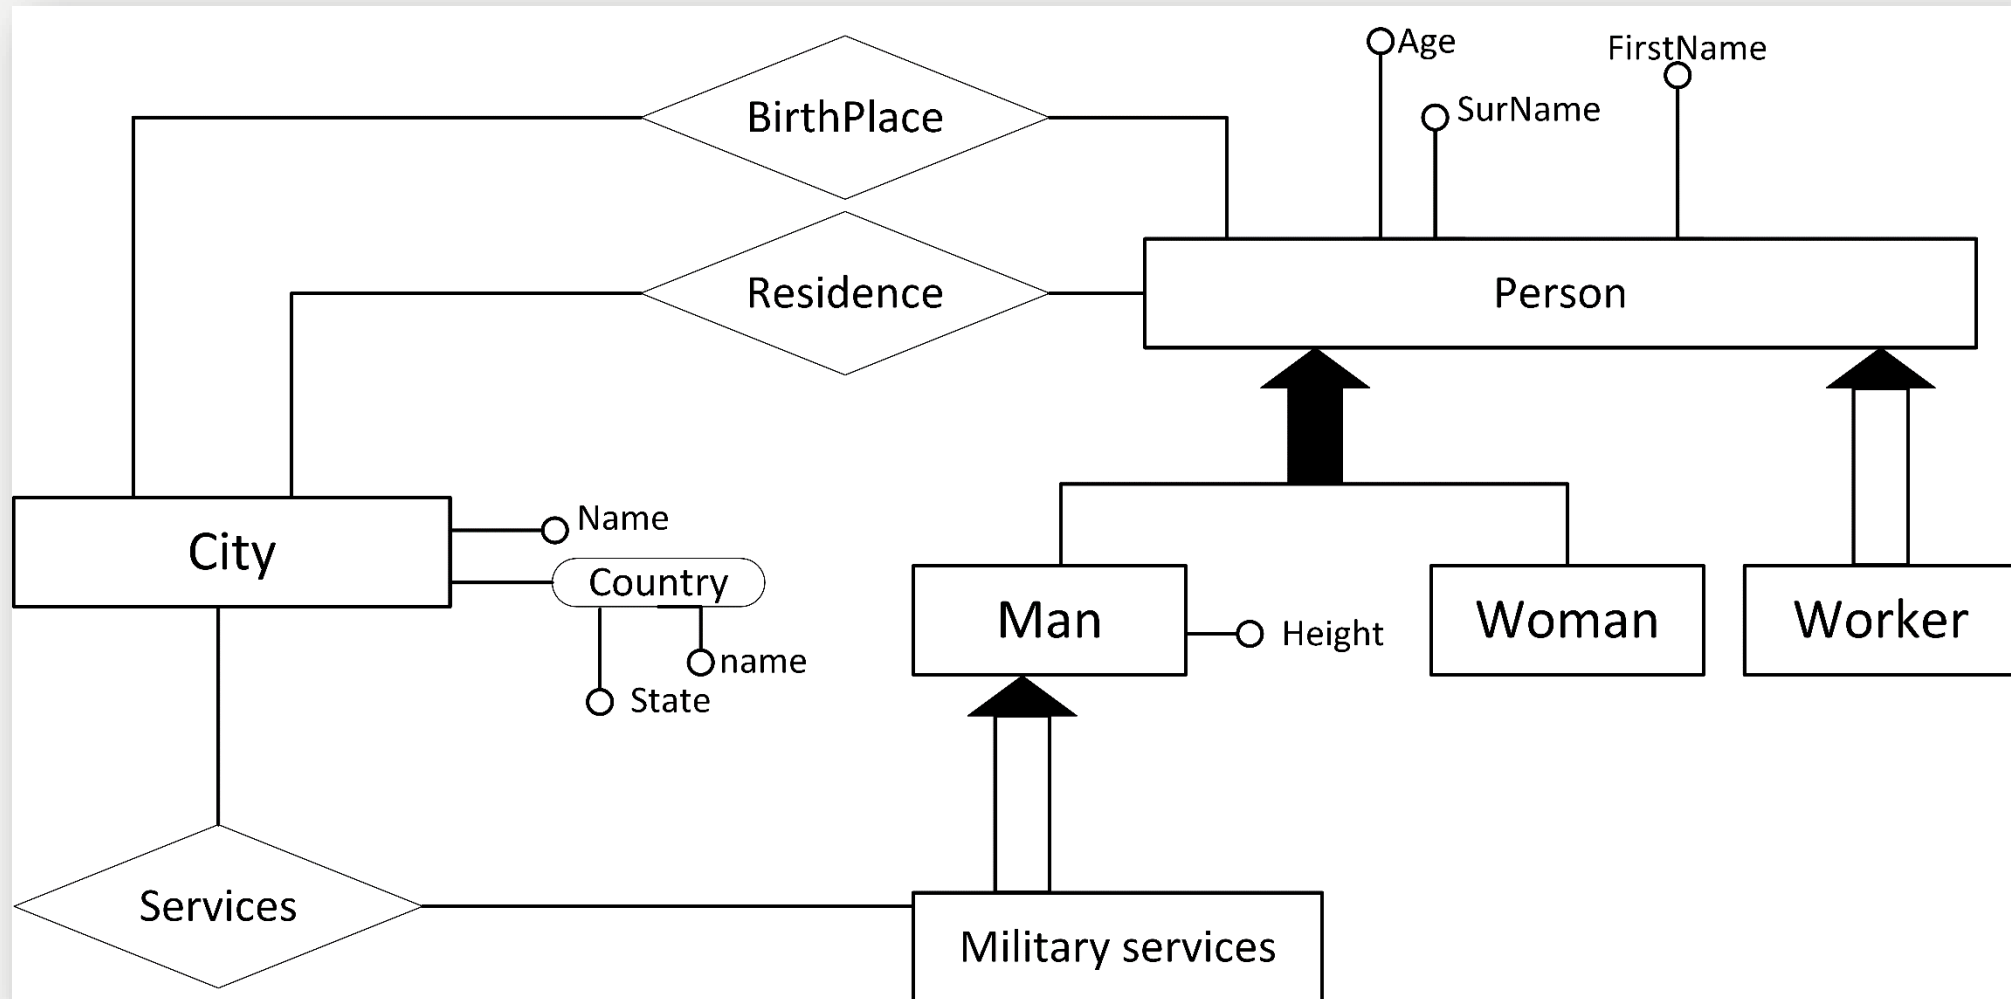 Age
FirstName
BirthPlace
SurName
Residence
Person
Name
City
Country
Man
Woman
Worker
Height
name
State
Services
Military services